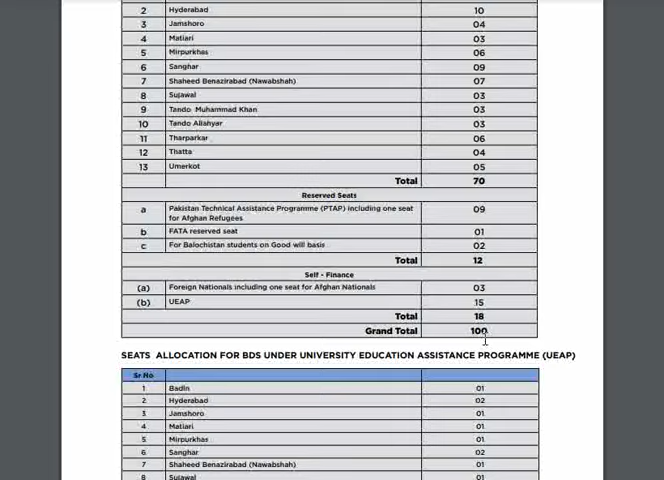 2 Hyderabad 10
3 Jamshoro 04
4 Matiari 03
5 Mirpurkhas 06
6 Sanghar 09
7 Shaheed Benazirabad (Nawabshah) 07
8 Sujawal 03
9 Tando Muhammad Khan 03
10 Tando Allahyar 03
11 Tharparkar 06
12 Thatta 04
13 Umerkot 05
Total 70
Reserved Seats
a Pakistan Technical Assistance Programme (PTAP) including one seat 09
for Afghan Refugees
b FATA reserved seat 01
c For Balochistan students on Good will basis 02
Total 12
Self - Finance
(a) Foreign Nationals including one seat for Afghan Nationals 03
(b) UEAP 15
Total 18
Grand Total 100
SEATS ALLOCATION FOR BDS UNDER UNIVERSITY EDUCATION ASSISTANCE PROGRAMME (UEAP)
Sr No
1 Badin 01
2 Hyderabad 02
3 Jamshoro 01
4 Matiari 01
5 Mirpurkhas 01
6 Sanghar 02
7 Shaheed Benazirabad (Nawabshah) 01
8 Sujawal 01